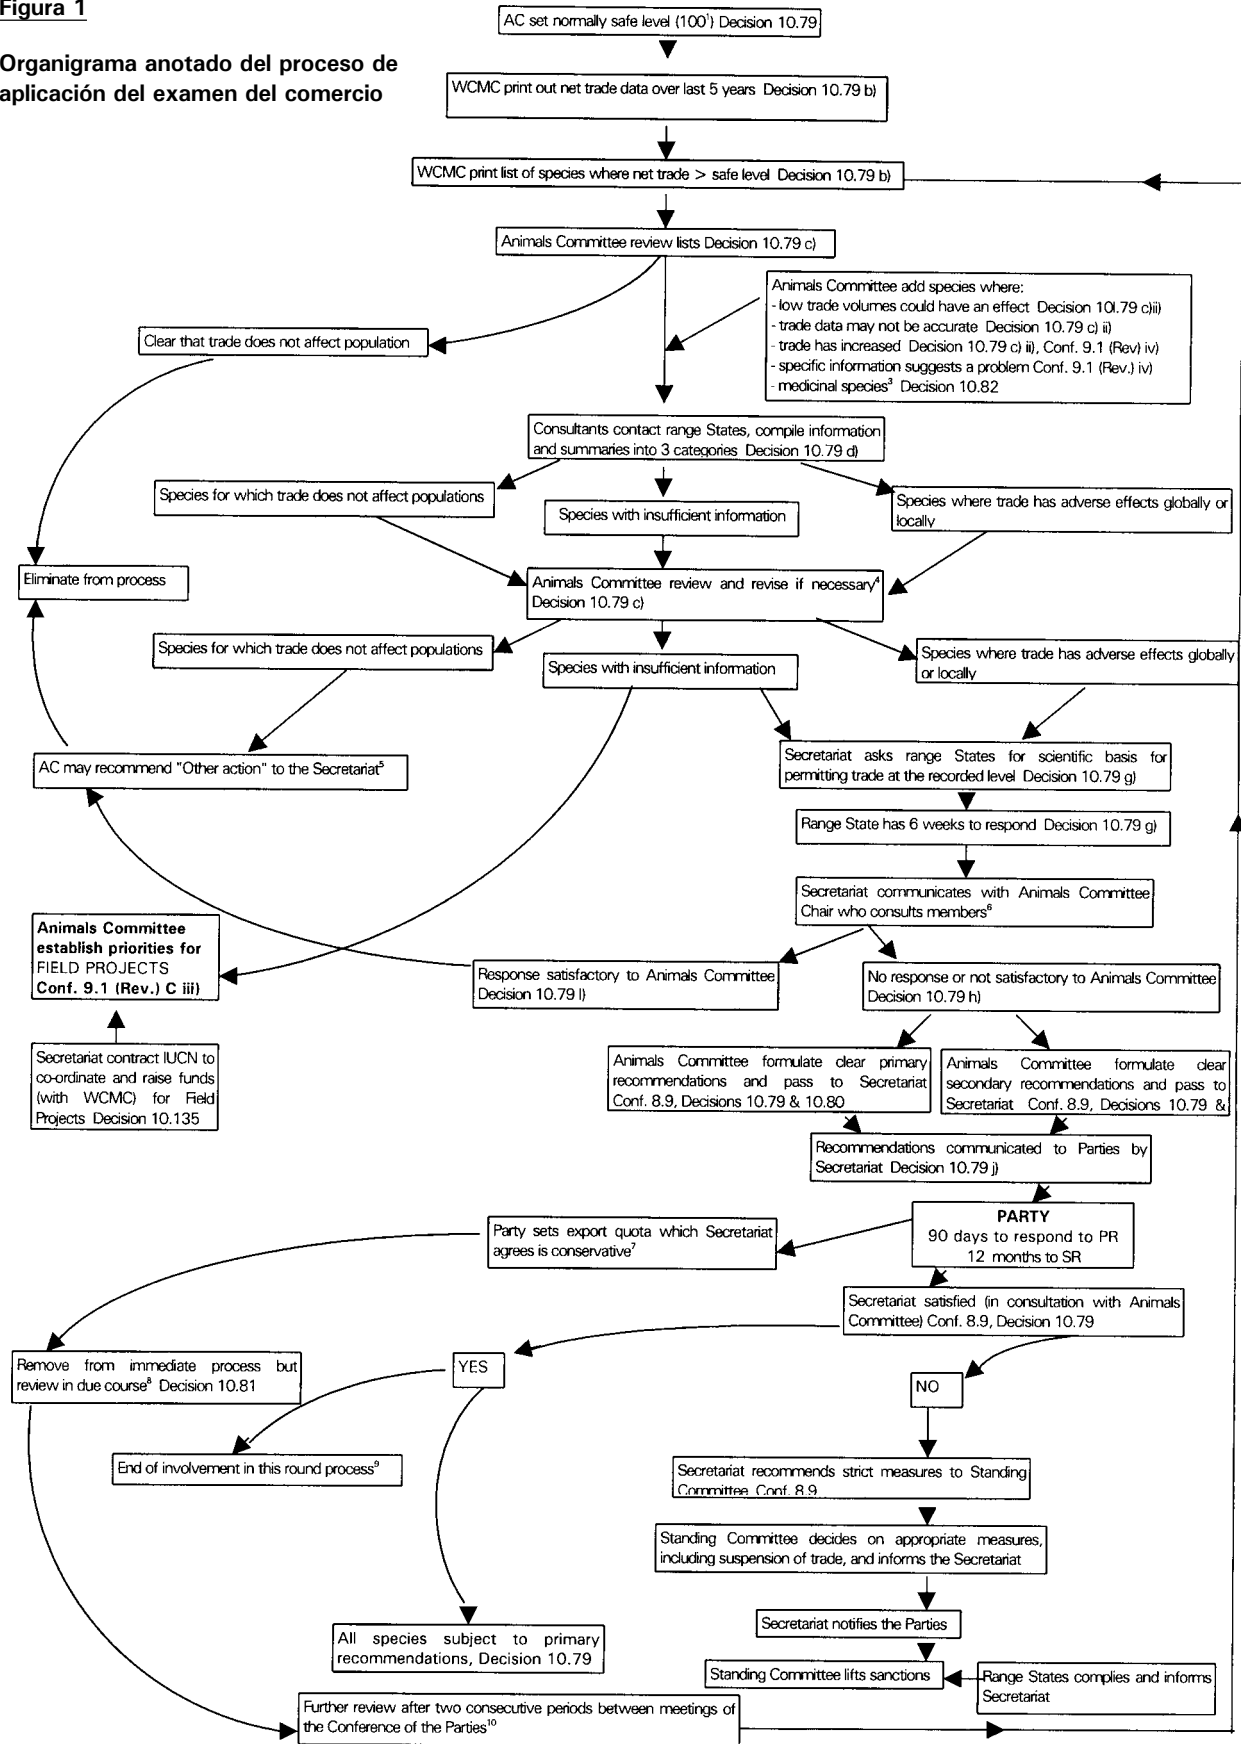 Figura 1
Organigrama anotado del proceso de
aplicación del examen del comercio
AC set normally safe level (100¹) Decision 10.79
WCMC print out net trade data over last 5 years Decision 10.79 b)
WCMC print list of species where net trade > safe level Decision 10.79 b)
Animals Committee review lists Decision 10.79 c)
Animals Committee add species where:
- low trade volumes could have an effect Decision 10l.79 c)ii)
- trade data may not be accurate Decision 10.79 c) ii)
- trade has increased Decision 10.79 c) ii), Conf. 9.1 (Rev) iv)
- specific information suggests a problem Conf. 9.1 (Rev.) iv)
- medicinal species³ Decision 10.82
Clear that trade does not affect population
Consultants contact range States, compile information
and summaries into 3 categories Decision 10.79 d)
Species for which trade does not affect populations
Species with insufficient information
Species where trade has adverse effects globally or
locally
Eliminate from process
Animals Committee review and revise if necessary⁴
Decision 10.79 c)
Species for which trade does not affect populations
Species with insufficient information
Species where trade has adverse effects globally
or locally
AC may recommend "Other action" to the Secretariat⁵
Secretariat asks range States for scientific basis for
permitting trade at the recorded level Decision 10.79 g)
Range State has 6 weeks to respond Decision 10.79 g)
Secretariat communicates with Animals Committee
Chair who consults members⁶
Animals Committee
establish priorities for
FIELD PROJECTS
Conf. 9.1 (Rev.) C iii)
Response satisfactory to Animals Committee
Decision 10.79 l)
No response or not satisfactory to Animals Committee
Decision 10.79 h)
Secretariat contract IUCN to
co-ordinate and raise funds
(with WCMC) for Field
Projects Decision 10.135
Animals Committee formulate clear primary
recommendations and pass to Secretariat
Conf. 8.9, Decisions 10.79 & 10.80
Animals Committee formulate clear
secondary recommendations and pass to
Secretariat Conf. 8.9, Decisions 10.79 &
Recommendations communicated to Parties by
Secretariat Decision 10.79 j)
PARTY
90 days to respond to PR
12 months to SR
Party sets export quota which Secretariat
agrees is conservative⁷
Secretariat satisfied (in consultation with Animals
Committee) Conf. 8.9, Decision 10.79
Remove from immediate process but
review in due course⁸ Decision 10.81
YES
NO
End of involvement in this round process⁹
Secretariat recommends strict measures to Standing
Committee Conf. 8.9
Standing Committee decides on appropriate measures,
including suspension of trade, and informs the Secretariat
Secretariat notifies the Parties
All species subject to primary
recommendations, Decision 10.79
Standing Committee lifts sanctions
Range States complies and informs
Secretariat
Further review after two consecutive periods between meetings of
the Conference of the Parties¹⁰